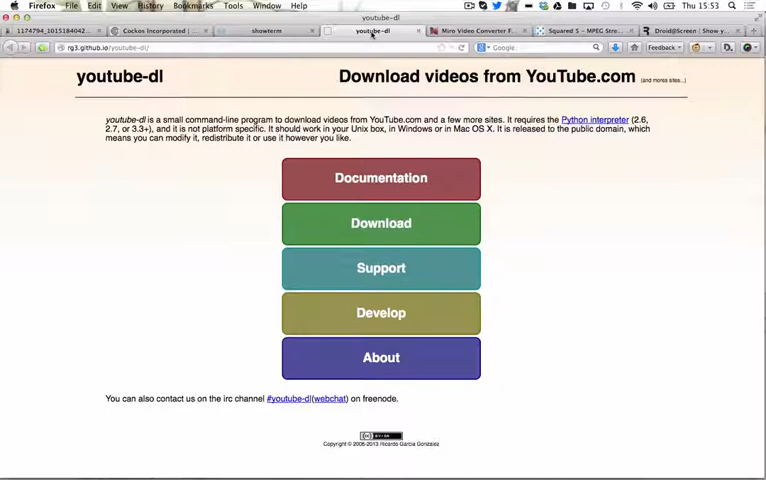 Firefox File Edit View History Bookmarks Tools Window Help Thu 15:53
youtube-dl
1174794_1015184042... Cockos Incorporated | ... showterm youtube-dl Miro Video Converter F... Squared 5 - MPEG Stre... Droid@Screen | Show y...
rg3.github.io/youtube-dl/ Google Feedback
youtube-dl Download videos from YouTube.com (and mores sites...)
youtube-dl is a small command-line program to download videos from YouTube.com and a few more sites. It requires the Python interpreter (2.6,
2.7, or 3.3+), and it is not platform specific. It should work in your Unix box, in Windows or in Mac OS X. It is released to the public domain, which
means you can modify it, redistribute it or use it however you like.
Documentation
Download
Support
Develop
About
You can also contact us on the irc channel #youtube-dl(webchat) on freenode.
Copyright © 2006-2013 Ricardo Garcia Gonzalez